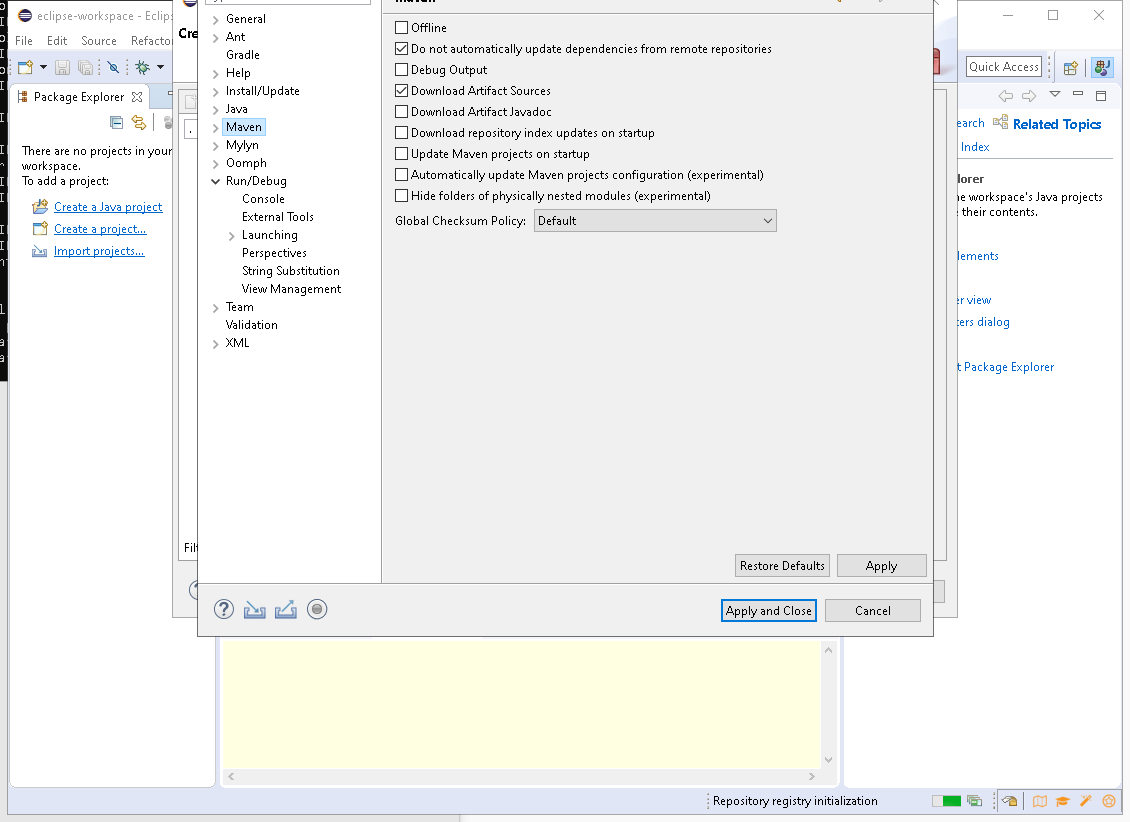 eclipse-workspace - Eclips
File Edit Source Refacto
Quick Access
Package Explorer
There are no projects in your
workspace.
To add a project:
Create a Java project
Create a project...
Import projects...
Cre
General
Ant
Gradle
Help
Install/Update
Java
Maven
Mylyn
Oomph
Run/Debug
Console
External Tools
Launching
Perspectives
String Substitution
View Management
Team
Validation
XML
Maven
Offline
Do not automatically update dependencies from remote repositories
Debug Output
Download Artifact Sources
Download Artifact Javadoc
Download repository index updates on startup
Update Maven projects on startup
Automatically update Maven projects configuration (experimental)
Hide folders of physically nested modules (experimental)
Global Checksum Policy: Default
Restore Defaults Apply
Apply and Close Cancel
Filt
earch Related Topics
Index
lorer
he workspace's Java projects
their contents.
lements
er view
ters dialog
t Package Explorer
Repository registry initialization